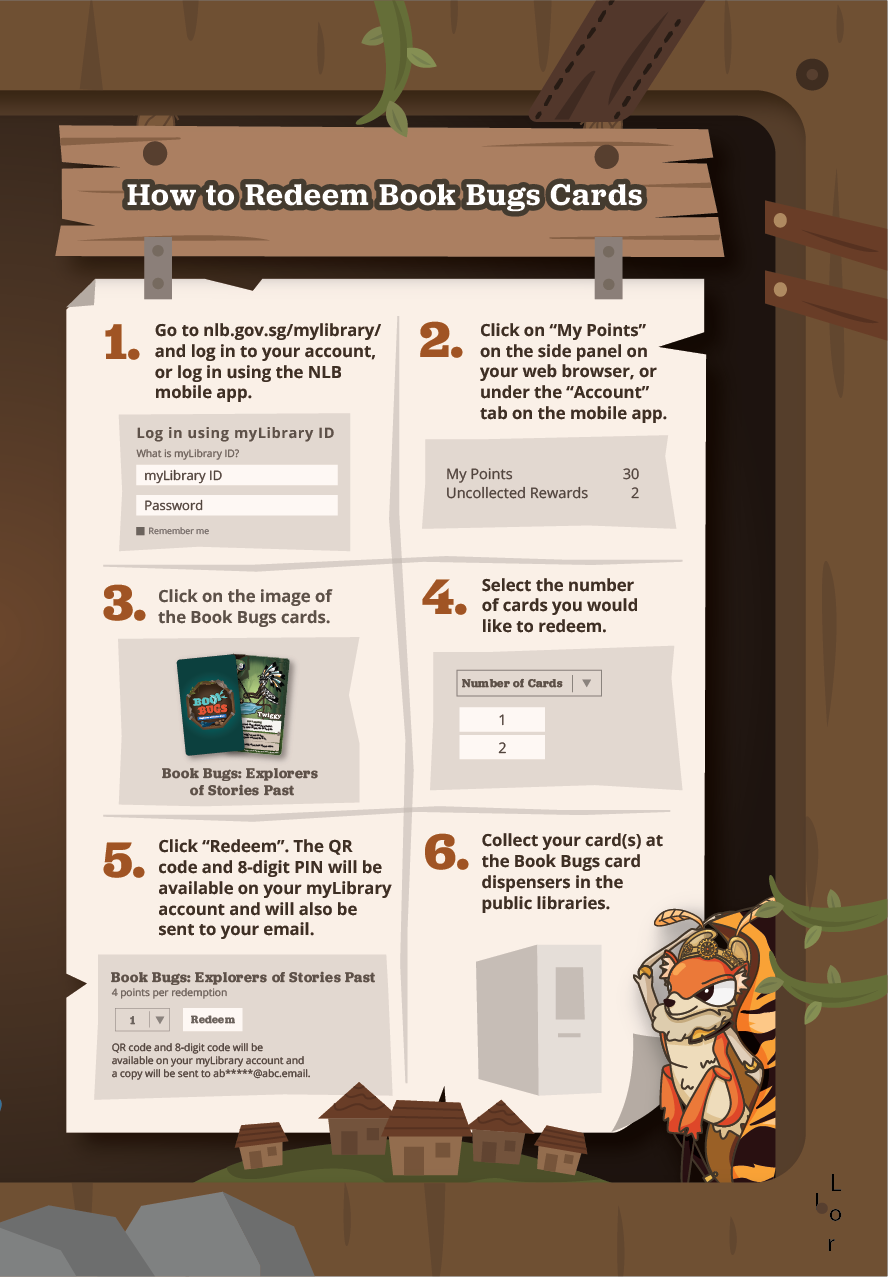 How to Redeem Book Bugs Cards
1.
Go to nlb.gov.sg/mylibrary/
and log in to your account,
or log in using the NLB
mobile app.
Log in using myLibrary ID
What is myLibrary ID?
myLibrary ID
Password
Remember me
2.
Click on “My Points”
on the side panel on
your web browser, or
under the “Account”
tab on the mobile app.
My Points 30
Uncollected Rewards 2
3.
Click on the image of
the Book Bugs cards.
BOOK
BUGS
TWIGGY
Book Bugs: Explorers
of Stories Past
4.
Select the number
of cards you would
like to redeem.
Number of Cards
1
2
5.
Click “Redeem”. The QR
code and 8-digit PIN will be
available on your myLibrary
account and will also be
sent to your email.
Book Bugs: Explorers of Stories Past
4 points per redemption
1 Redeem
QR code and 8-digit code will be
available on your myLibrary account and
a copy will be sent to ab*****@abc.email.
6.
Collect your card(s) at
the Book Bugs card
dispensers in the
public libraries.
L
o
r